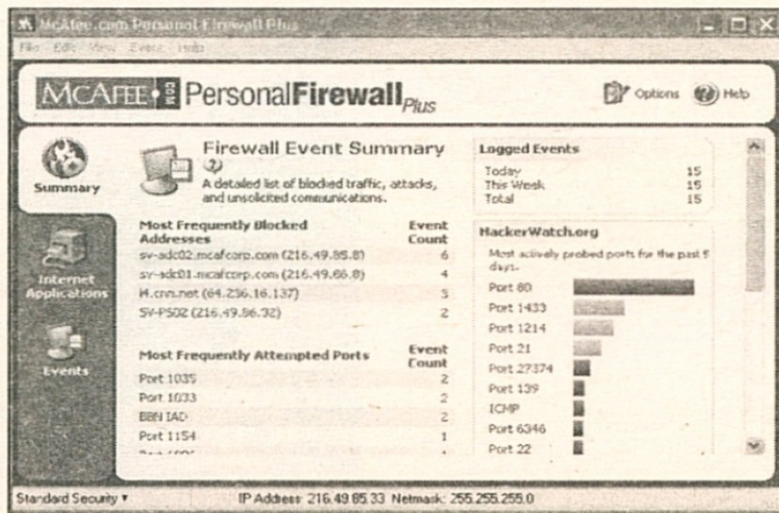 McAfee.com Personal Firewall Plus
File Edit View Event Help
McAFEE .COM PersonalFirewall Plus
Options Help
Summary
Internet Applications
Events
Firewall Event Summary
?
A detailed list of blocked traffic, attacks,
and unsolicited communications.
Most Frequently Blocked Addresses Event Count
sv-adc02.mcafcorp.com (216.49.85.8) 6
sv-adc01.mcafcorp.com (216.49.86.8) 4
i4.cnn.net (64.236.16.137) 3
SV-PS02 (216.49.86.32) 2
Most Frequently Attempted Ports Event Count
Port 1035 2
Port 1033 2
BBN IAD 2
Port 1154 1
Logged Events
Today 15
This Week 15
Total 15
HackerWatch.org
Most actively probed ports for the past 5
days.
Port 80
Port 1433
Port 1214
Port 21
Port 27374
Port 139
ICMP
Port 6346
Port 22
Standard Security IP Address: 216.49.85.33 Netmask: 255.255.255.0